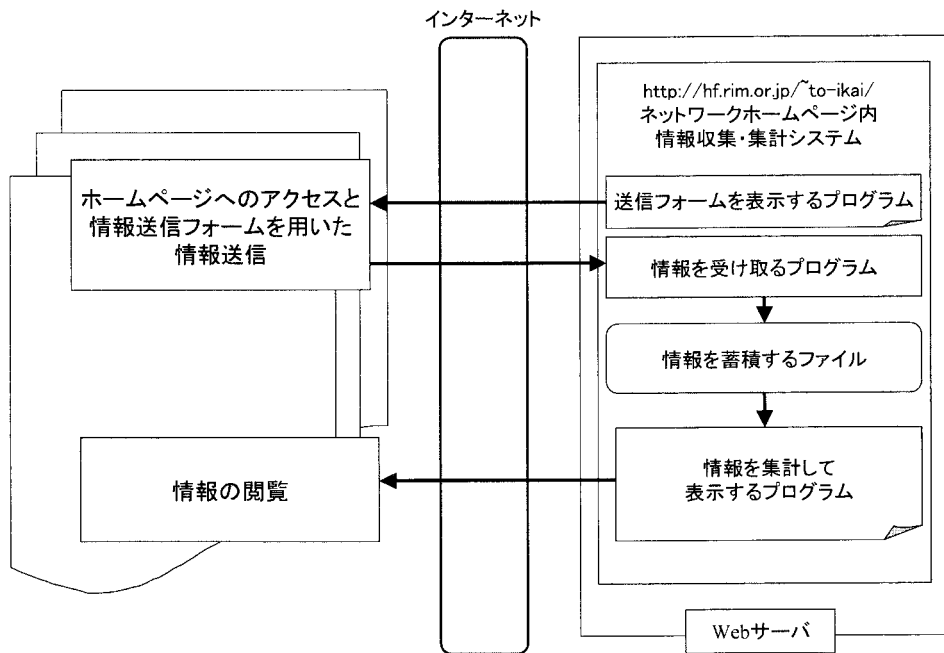 インターネット
http://hf.rim.or.jp/~to-ikai/
ネットワークホームページ内
情報収集・集計システム
ホームページへのアクセスと
情報送信フォームを用いた
情報送信
送信フォームを表示するプログラム
情報を受け取るプログラム
情報を蓄積するファイル
情報の閲覧
情報を集計して
表示するプログラム
Webサーバ